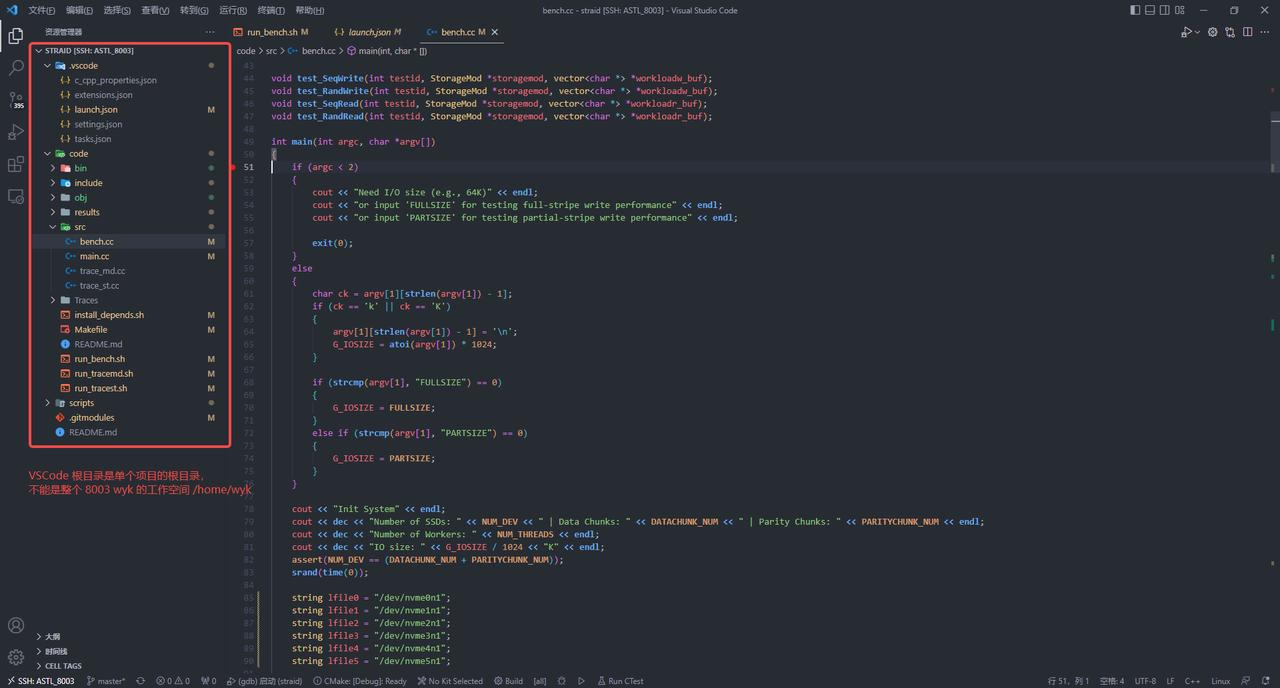 文件(F) 编辑(E) 选择(S) 查看(V) 转到(G) 运行(R) 终端(T) 帮助(H)
bench.cc - straid [SSH: ASTL_8003] - Visual Studio Code
资源管理器 ···
run_bench.sh M
launch.json M
bench.cc M
code > src > bench.cc > main(int, char * [])
STRAID [SSH: ASTL_8003]
.vscode
c_cpp_properties.json
extensions.json
launch.json M
settings.json
tasks.json
code
bin
include
obj
results
src
bench.cc M
main.cc M
trace_md.cc
trace_st.cc
Traces
install_depends.sh M
Makefile M
README.md
run_bench.sh M
run_tracemd.sh M
run_tracest.sh M
scripts
.gitmodules M
README.md
395
VSCode 根目录是单个项目的根目录，
不能是整个 8003 wyk 的工作空间 /home/wyk
大纲
时间线
CELL TAGS
43
44 void test_SeqWrite(int testid, StorageMod *storagemod, vector<char *> *workloadw_buf);
45 void test_RandWrite(int testid, StorageMod *storagemod, vector<char *> *workloadw_buf);
46 void test_SeqRead(int testid, StorageMod *storagemod, vector<char *> *workloadr_buf);
47 void test_RandRead(int testid, StorageMod *storagemod, vector<char *> *workloadr_buf);
48
49 int main(int argc, char *argv[])
50 {
51 if (argc < 2)
52 {
53 cout << "Need I/O size (e.g., 64K)" << endl;
54 cout << "or input 'FULLSIZE' for testing full-stripe write performance" << endl;
55 cout << "or input 'PARTSIZE' for testing partial-stripe write performance" << endl;
56
57 exit(0);
58 }
59 else
60 {
61 char ck = argv[1][strlen(argv[1]) - 1];
62 if (ck == 'k' || ck == 'K')
63 {
64 argv[1][strlen(argv[1]) - 1] = '\n';
65 G_IOSIZE = atoi(argv[1]) * 1024;
66 }
67
68 if (strcmp(argv[1], "FULLSIZE") == 0)
69 {
70 G_IOSIZE = FULLSIZE;
71 }
72 else if (strcmp(argv[1], "PARTSIZE") == 0)
73 {
74 G_IOSIZE = PARTSIZE;
75 }
76 }
77
78 cout << "Init System" << endl;
79 cout << dec << "Number of SSDs: " << NUM_DEV << " | Data Chunks: " << DATACHUNK_NUM << " | Parity Chunks: " << PARITYCHUNK_NUM << endl;
80 cout << dec << "Number of Workers: " << NUM_THREADS << endl;
81 cout << dec << "IO size: " << G_IOSIZE / 1024 << "K" << endl;
82 assert(NUM_DEV == (DATACHUNK_NUM + PARITYCHUNK_NUM));
83 srand(time(0));
84
85 string lfile0 = "/dev/nvme0n1";
86 string lfile1 = "/dev/nvme1n1";
87 string lfile2 = "/dev/nvme2n1";
88 string lfile3 = "/dev/nvme3n1";
89 string lfile4 = "/dev/nvme4n1";
90 string lfile5 = "/dev/nvme5n1";
SSH: ASTL_8003 master* 0 0 0 (gdb) 启动 (straid) CMake: [Debug]: Ready No Kit Selected Build [all] Run CTest 行 51，列 1 空格: 4 UTF-8 LF C++ Linux